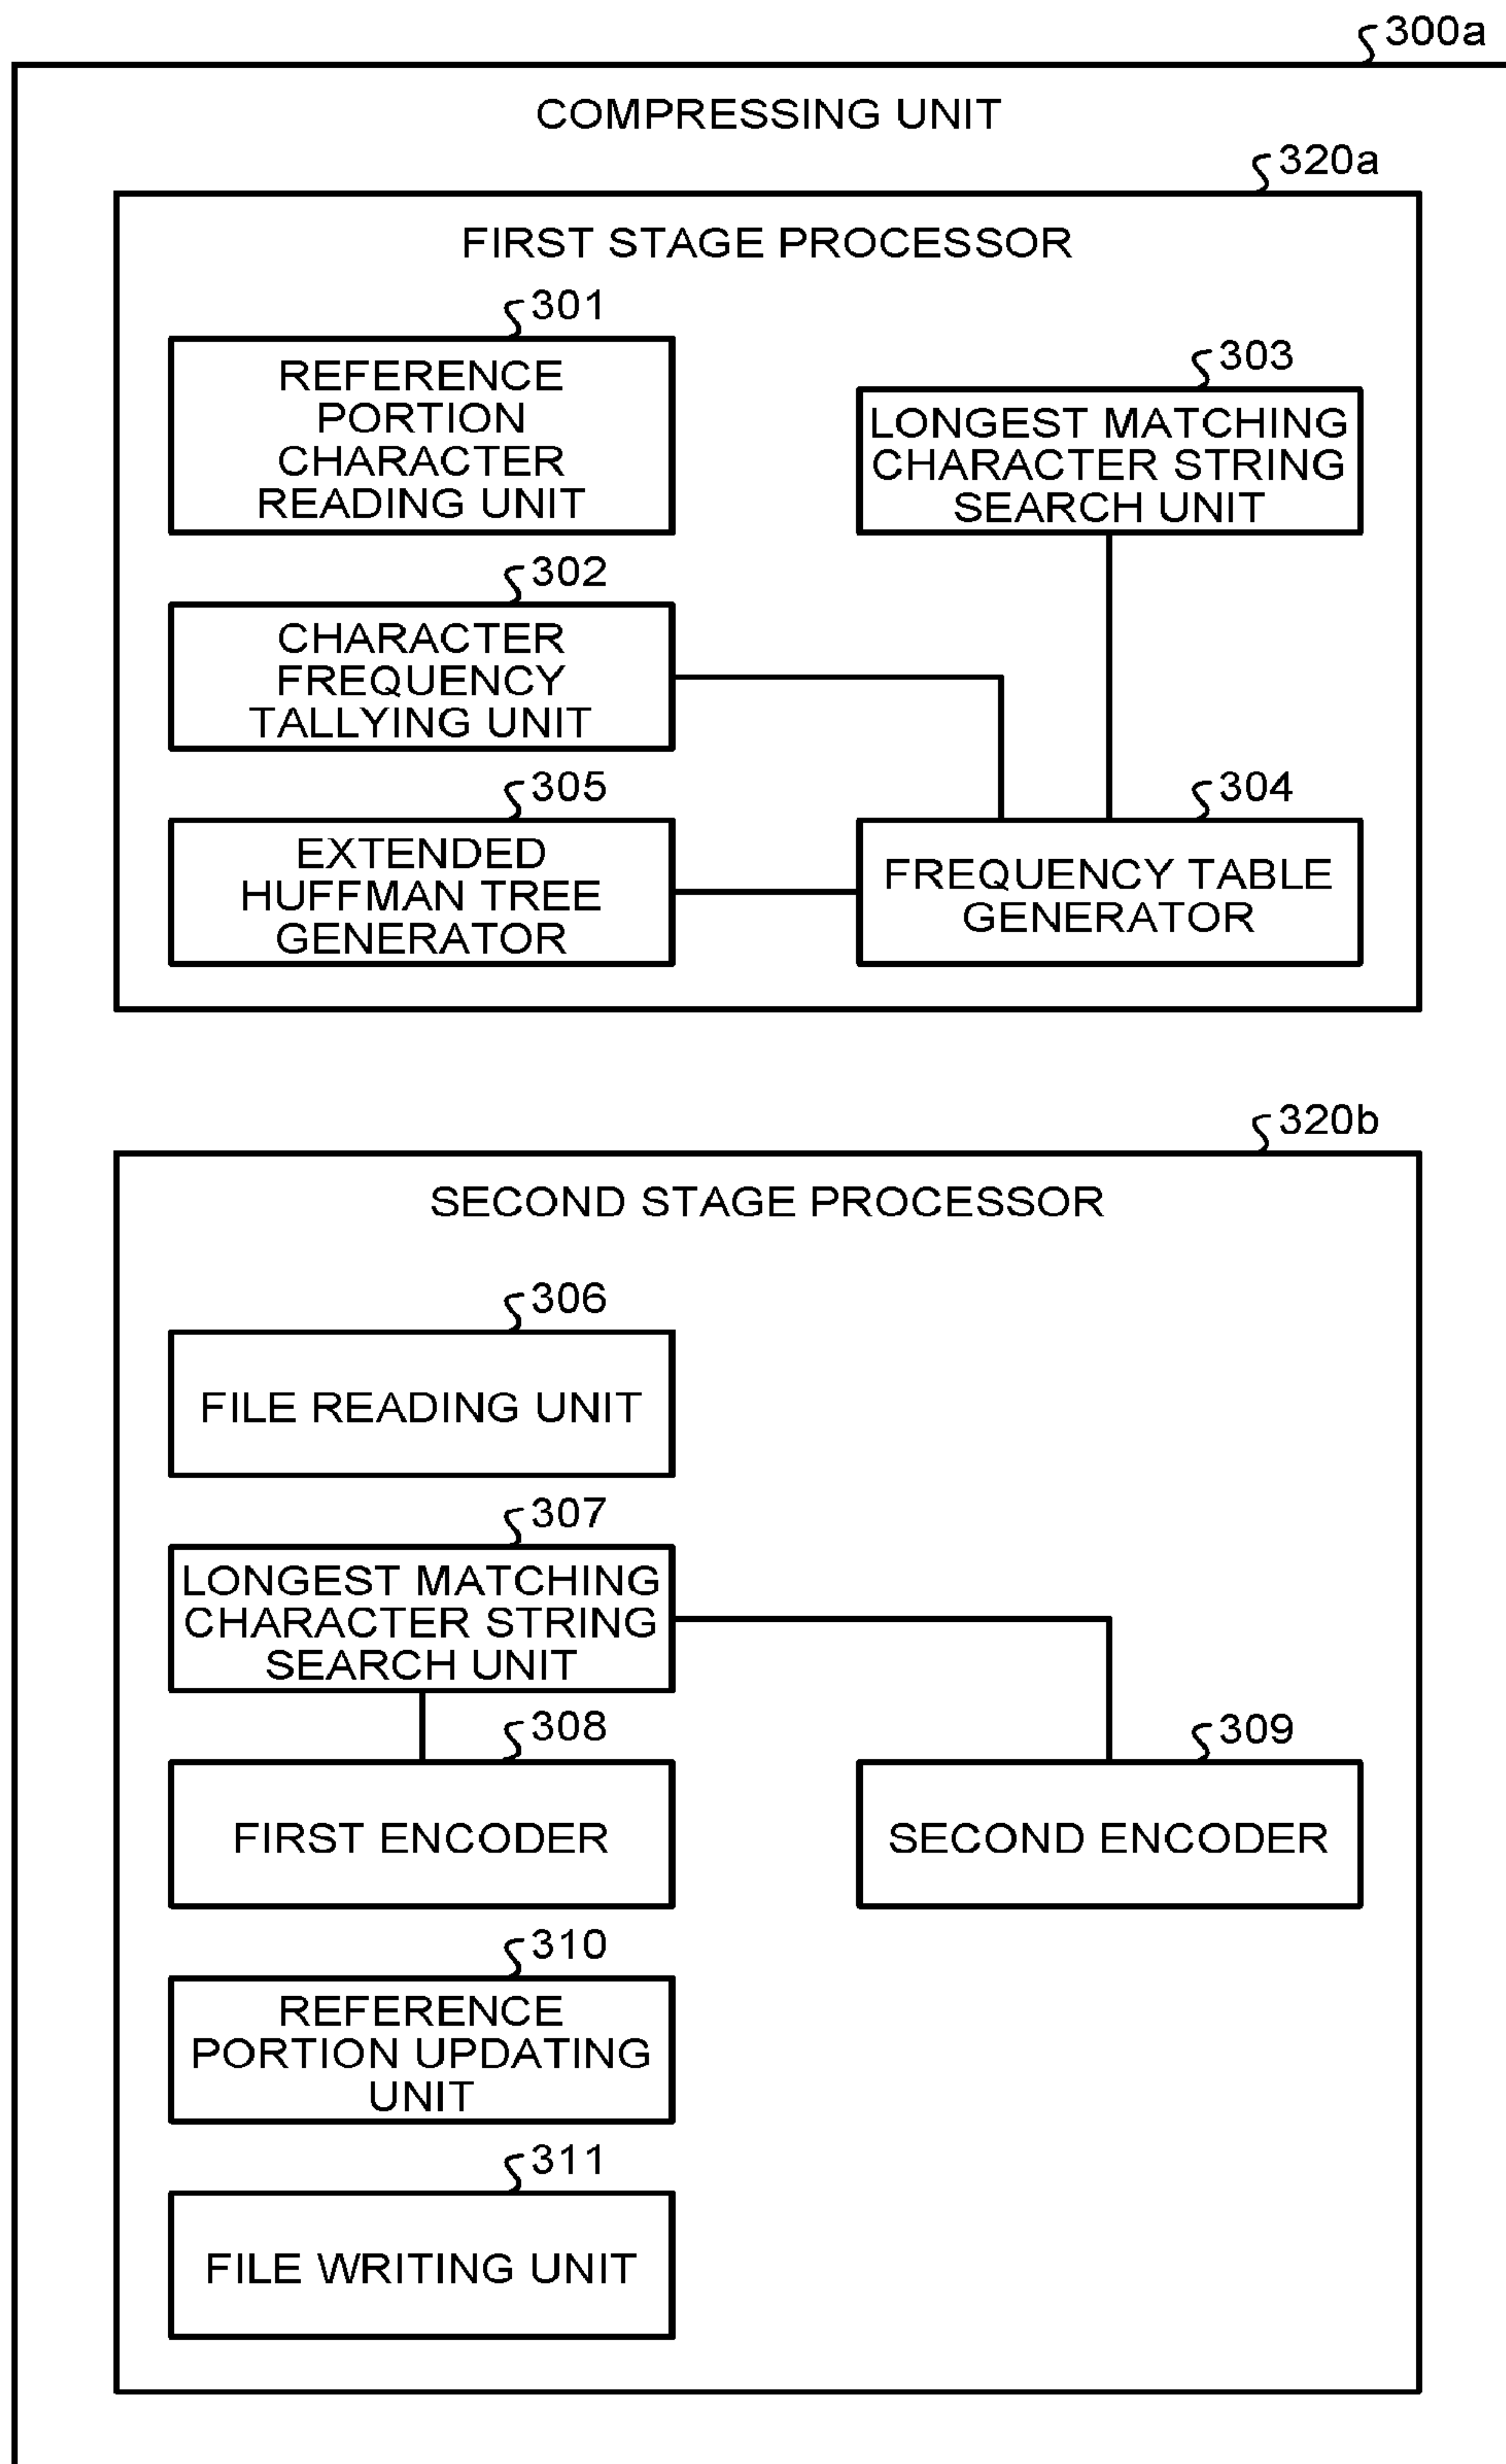 300a
COMPRESSING UNIT
320a
FIRST STAGE PROCESSOR
301
REFERENCE
PORTION
CHARACTER
READING UNIT
303
LONGEST MATCHING
CHARACTER STRING
SEARCH UNIT
302
CHARACTER
FREQUENCY
TALLYING UNIT
305
EXTENDED
HUFFMAN TREE
GENERATOR
304
FREQUENCY TABLE
GENERATOR
320b
SECOND STAGE PROCESSOR
306
FILE READING UNIT
307
LONGEST MATCHING
CHARACTER STRING
SEARCH UNIT
308
FIRST ENCODER
309
SECOND ENCODER
310
REFERENCE
PORTION UPDATING
UNIT
311
FILE WRITING UNIT